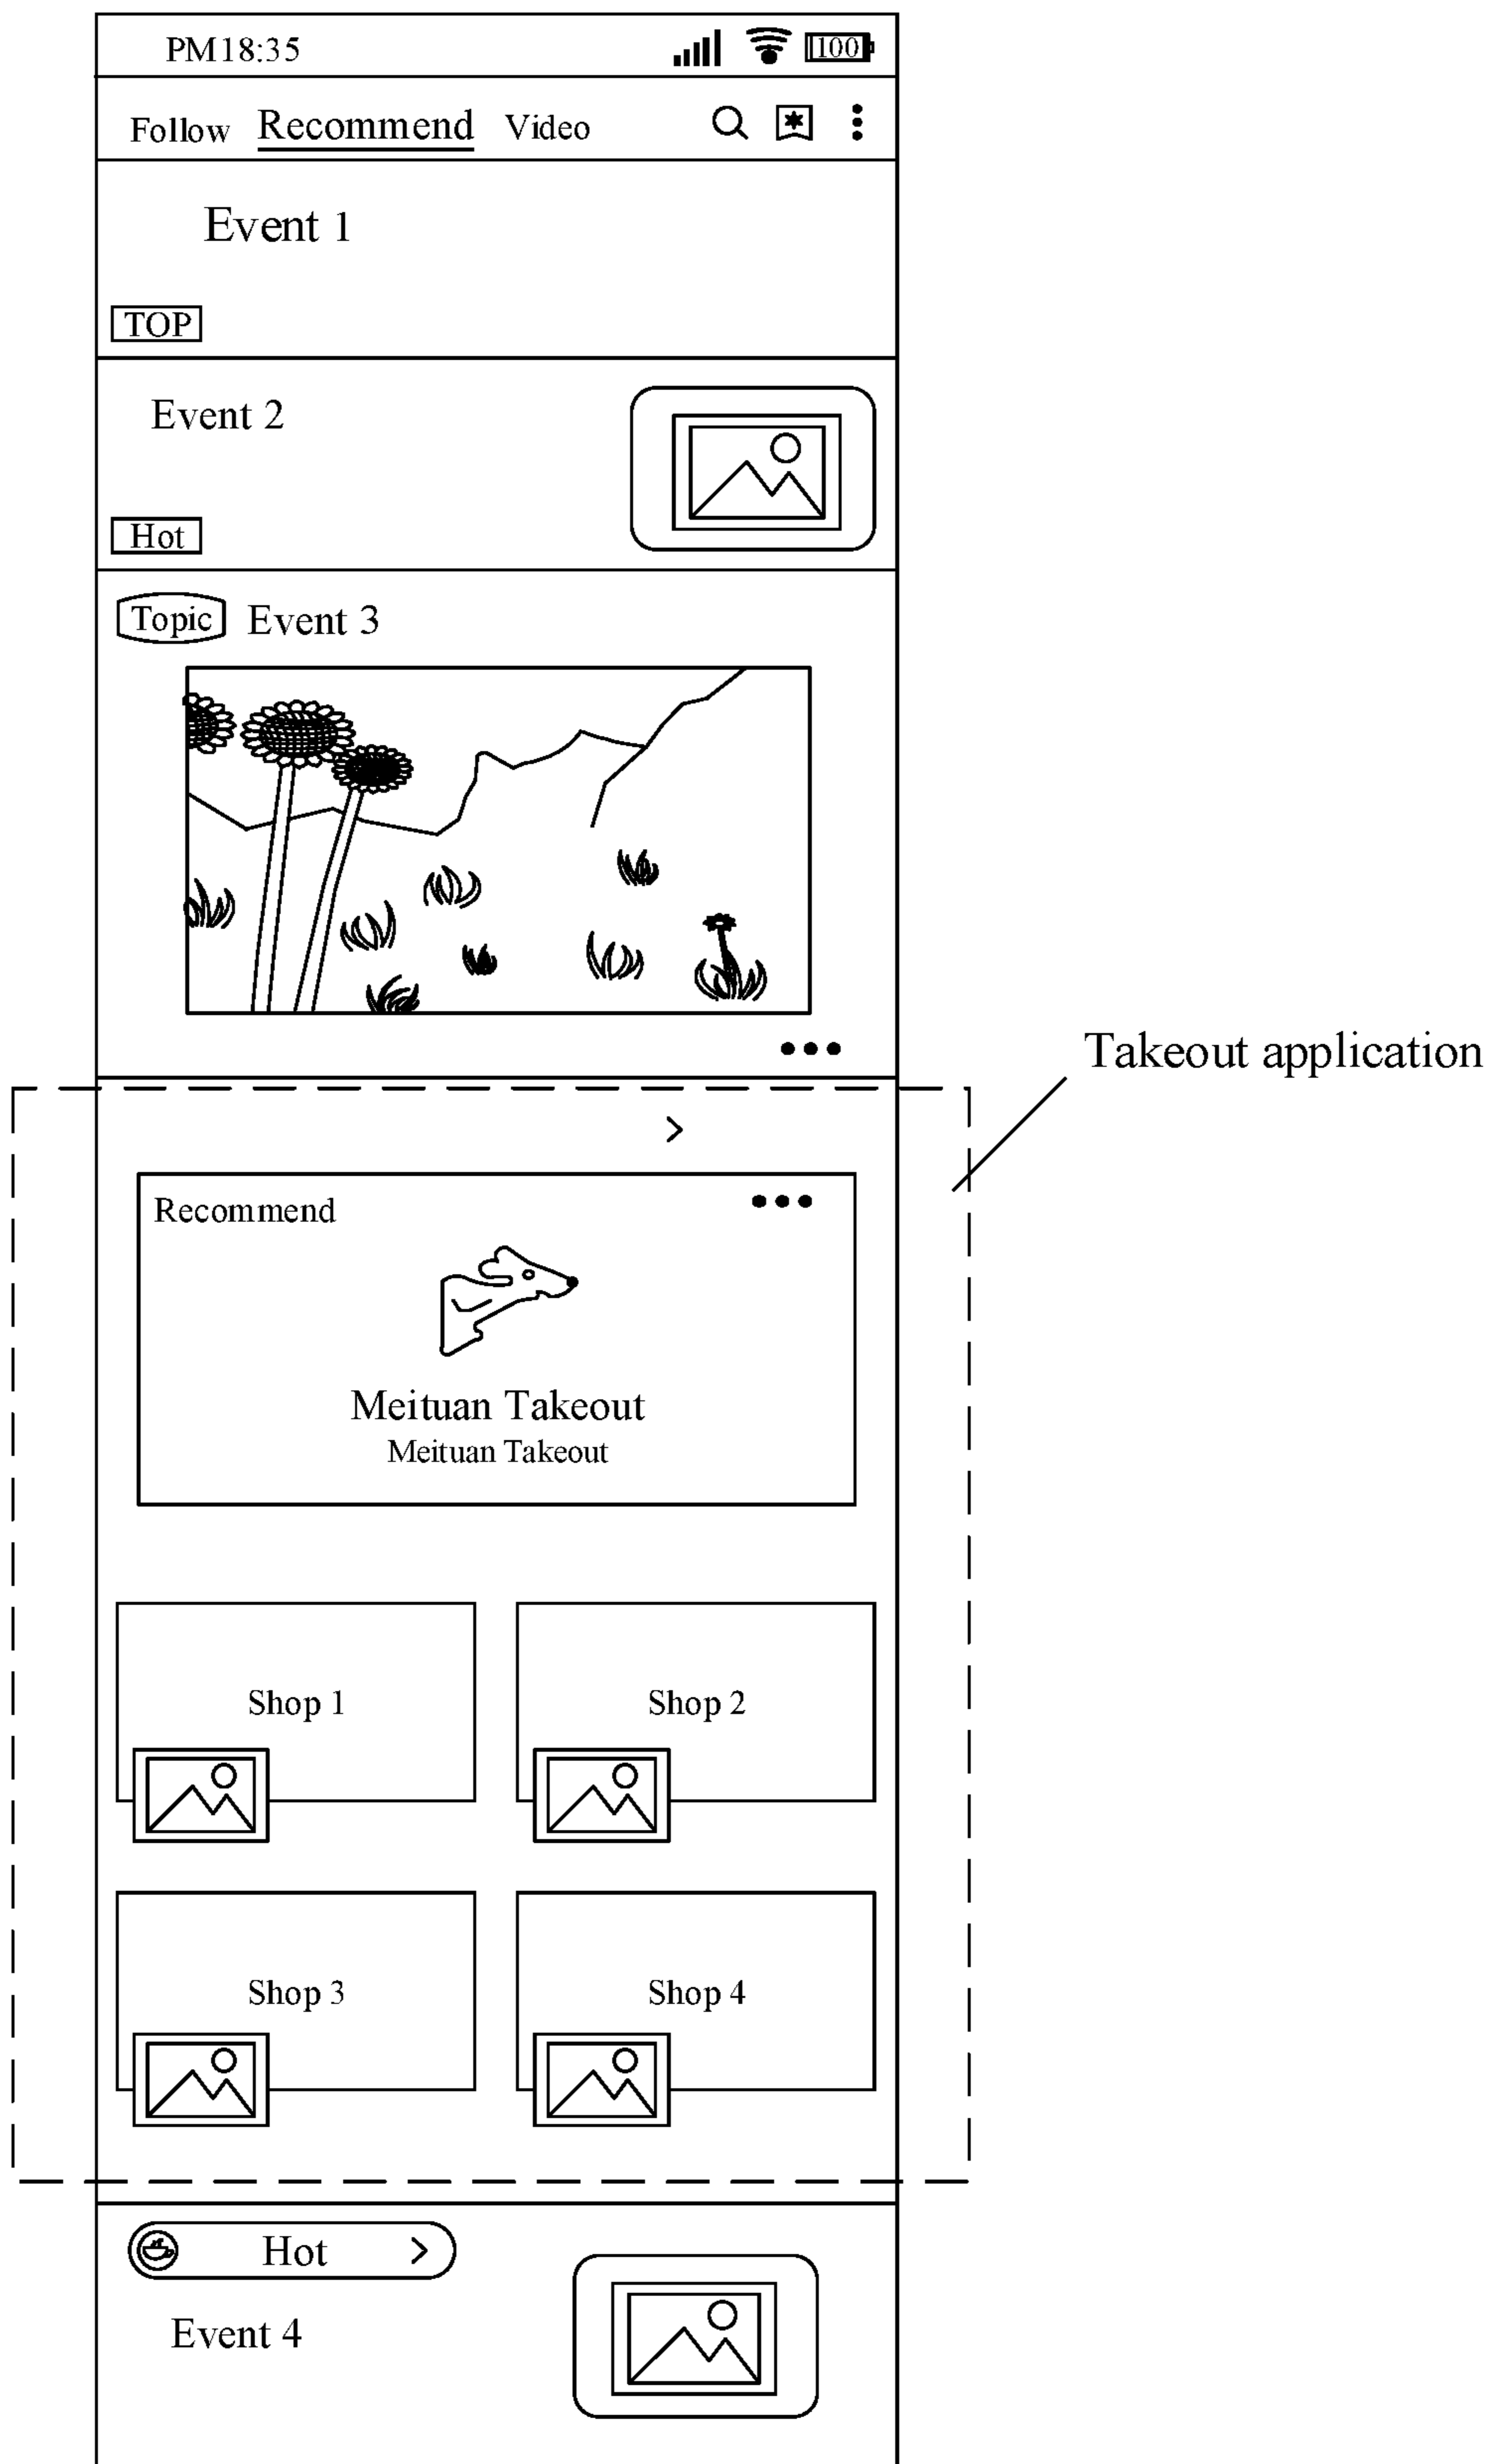 PM18:35
100
Follow Recommend Video
Event 1
TOP
Event 2
Hot
Topic Event 3
Takeout application
Recommend
Meituan Takeout
Meituan Takeout
Shop 1 Shop 2
Shop 3 Shop 4
Hot
Event 4